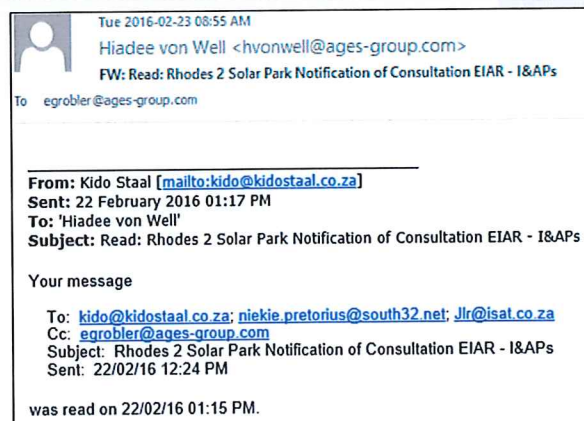 Tue 2016-02-23 08:55 AM
Hiadee von Well <hvonwell@ages-group.com>
FW: Read: Rhodes 2 Solar Park Notification of Consultation EIAR - I&APs
To egrobler@ages-group.com
From: Kido Staal [mailto:kido@kidostaal.co.za]
Sent: 22 February 2016 01:17 PM
To: 'Hiadee von Well'
Subject: Read: Rhodes 2 Solar Park Notification of Consultation EIAR - I&APs
Your message
To: kido@kidostaal.co.za; niekie.pretorius@south32.net; Jlr@isat.co.za
Cc: egrobler@ages-group.com
Subject: Rhodes 2 Solar Park Notification of Consultation EIAR - I&APs
Sent: 22/02/16 12:24 PM
was read on 22/02/16 01:15 PM.